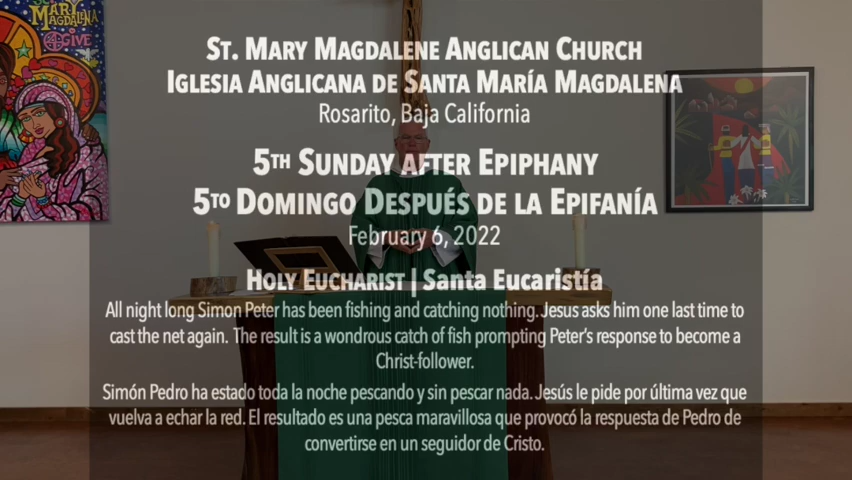 MARY
MAGDALENA
GIVE
ST. MARY MAGDALENE ANGLICAN CHURCH
IGLESIA ANGLICANA DE SANTA MARÍA MAGDALENA
Rosarito, Baja California
5TH SUNDAY AFTER EPIPHANY
5TO DOMINGO DESPUÉS DE LA EPIFANÍA
February 6, 2022
HOLY EUCHARIST | Santa Eucaristía
All night long Simon Peter has been fishing and catching nothing. Jesus asks him one last time to
cast the net again. The result is a wondrous catch of fish prompting Peter's response to become a
Christ-follower.
Simón Pedro ha estado toda la noche pescando y sin pescar nada. Jesús le pide por última vez que
vuelva a echar la red. El resultado es una pesca maravillosa que provocó la respuesta de Pedro de
convertirse en un seguidor de Cristo.